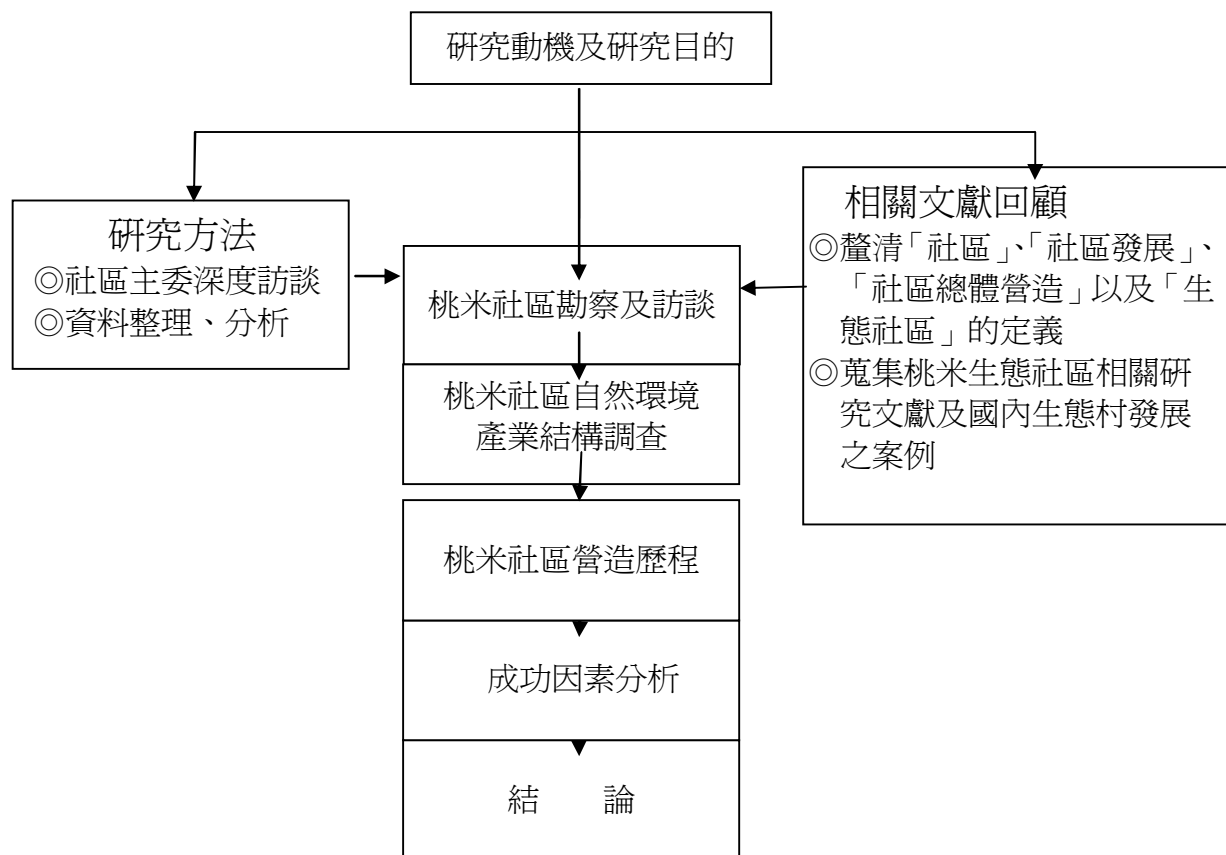 研究動機及研究目的
研究方法
◎社區主委深度訪談
◎資料整理、分析
相關文獻回顧
◎釐清「社區」、「社區發展」、
「社區總體營造」以及「生
態社區」的定義
◎蒐集桃米生態社區相關研
究文獻及國內生態村發展
之案例
桃米社區勘察及訪談
桃米社區自然環境
產業結構調查
桃米社區營造歷程
成功因素分析
結　　論